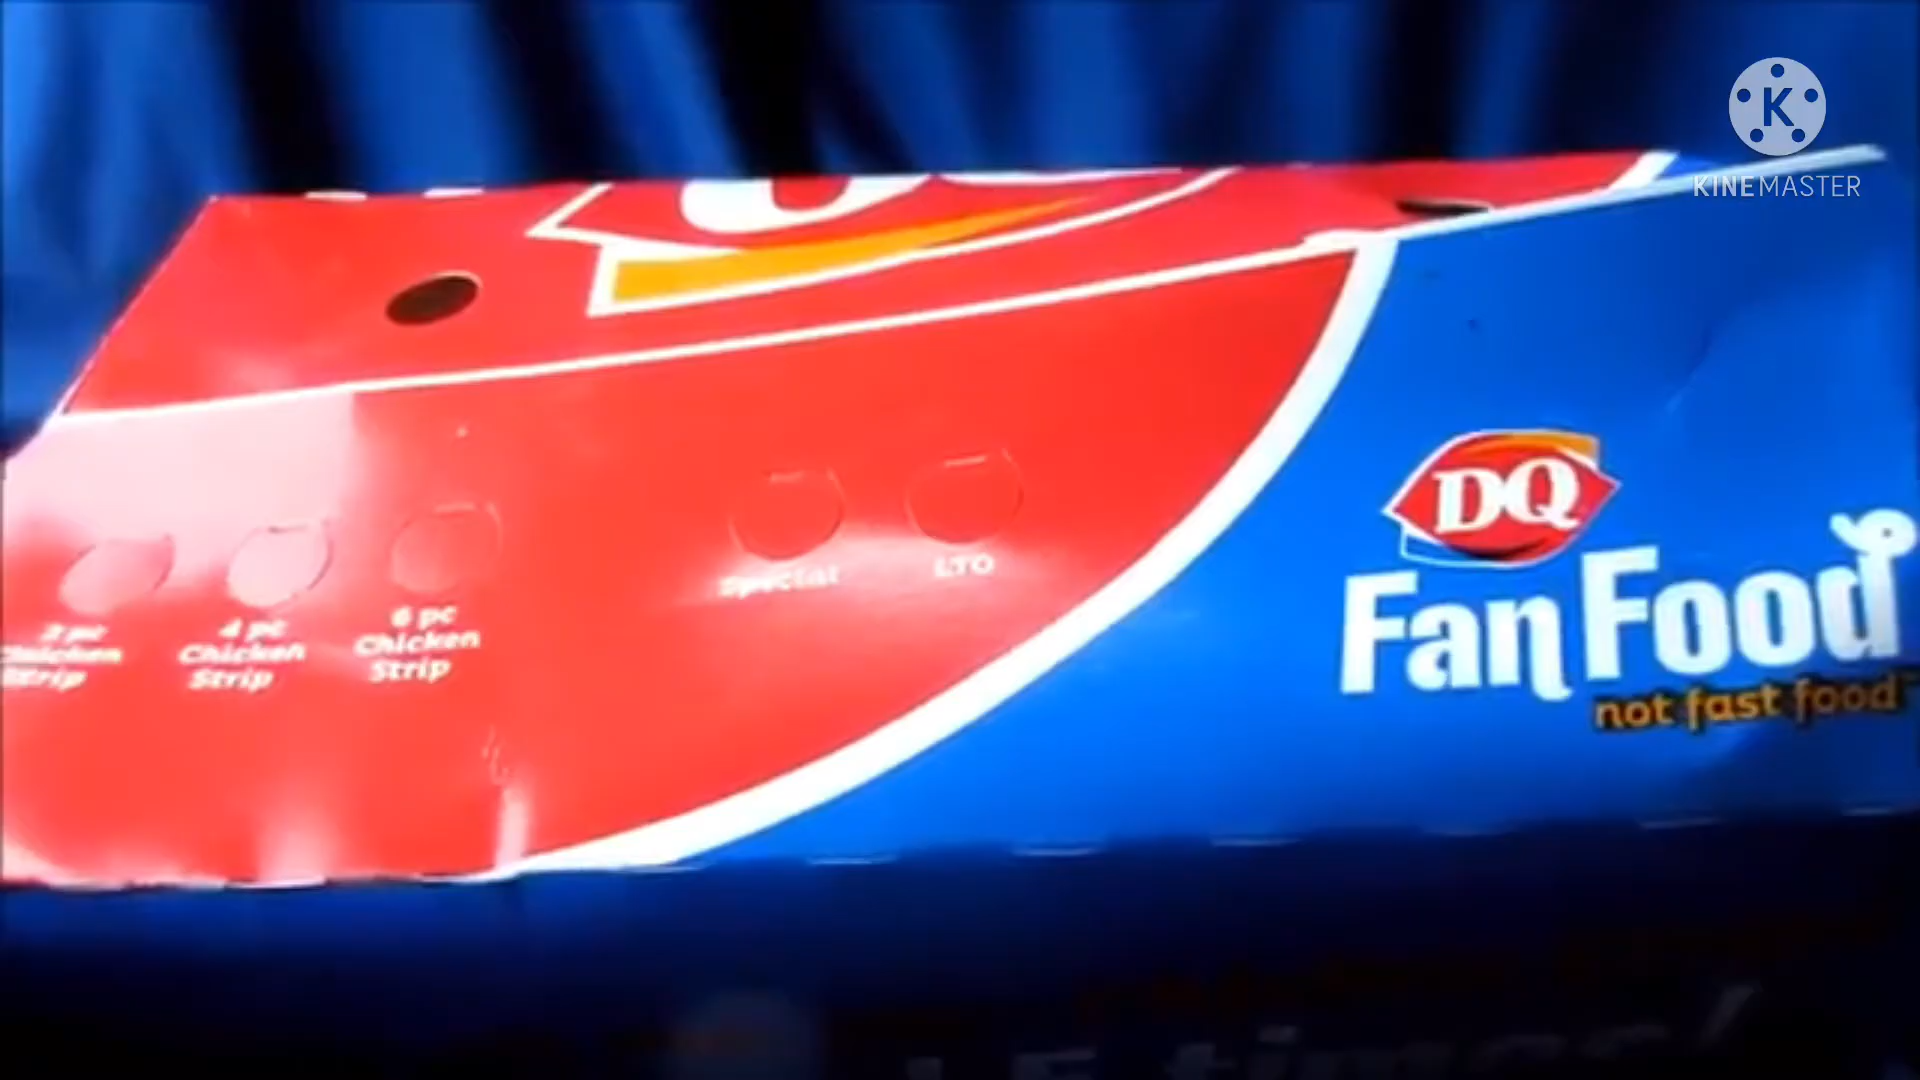 K
KINEMASTER
DQ
Fan Food
not fast food
Special
LTO
6 pc
Chicken
Strip
4 pc
Chicken
Strip
pc
Chicken
Strip